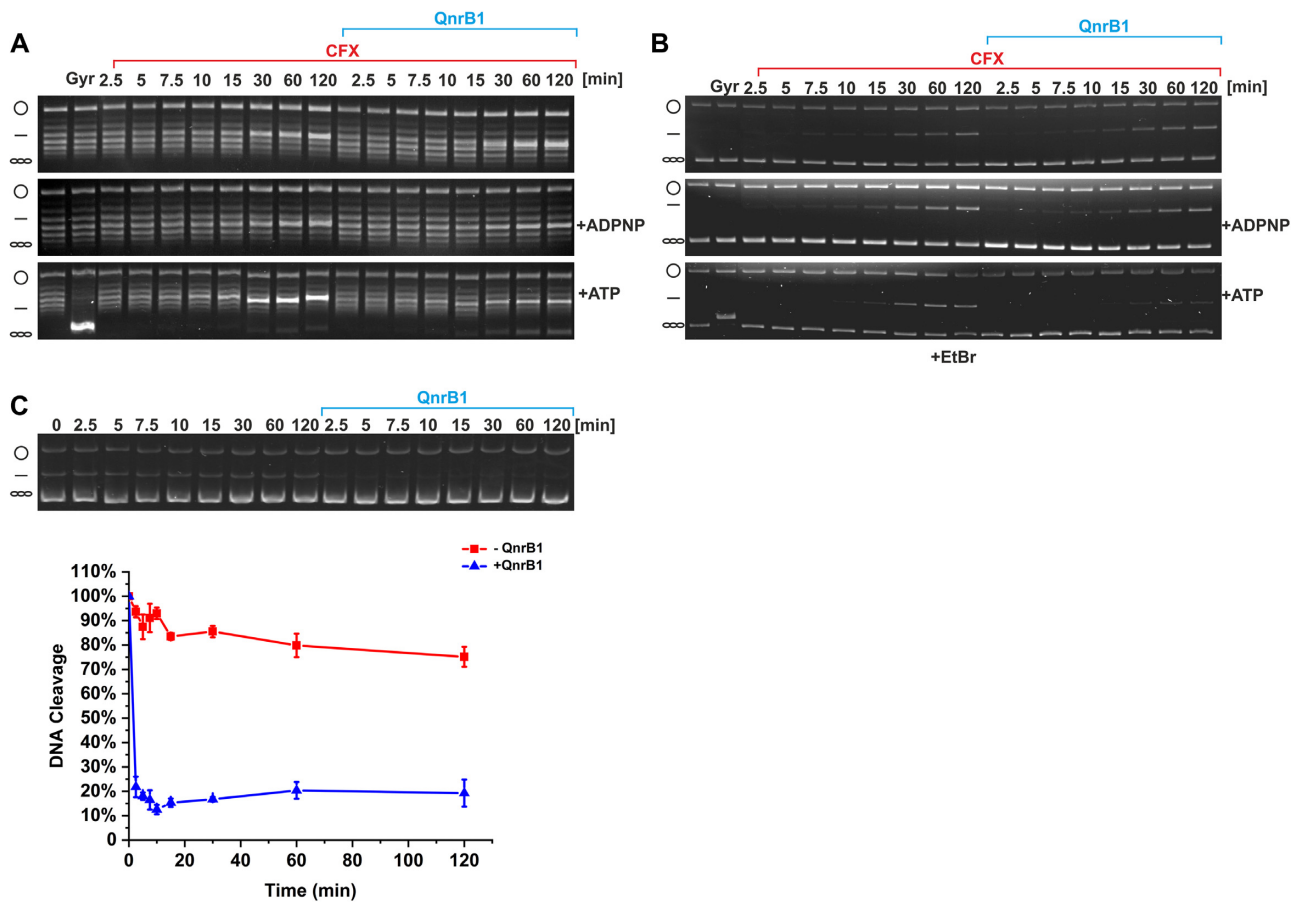 A
QnrB1
CFX
Gyr 2.5 5 7.5 10 15 30 60 120 2.5 5 7.5 10 15 30 60 120 [min]
+ADPNP
+ATP
B
QnrB1
CFX
Gyr 2.5 5 7.5 10 15 30 60 120 2.5 5 7.5 10 15 30 60 120 [min]
+ADPNP
+ATP
+EtBr
C
QnrB1
0 2.5 5 7.5 10 15 30 60 120 2.5 5 7.5 10 15 30 60 120 [min]
- QnrB1
+QnrB1
110%
100%
90%
80%
70%
60%
50%
40%
30%
20%
10%
0
DNA Cleavage
0 20 40 60 80 100 120
Time (min)